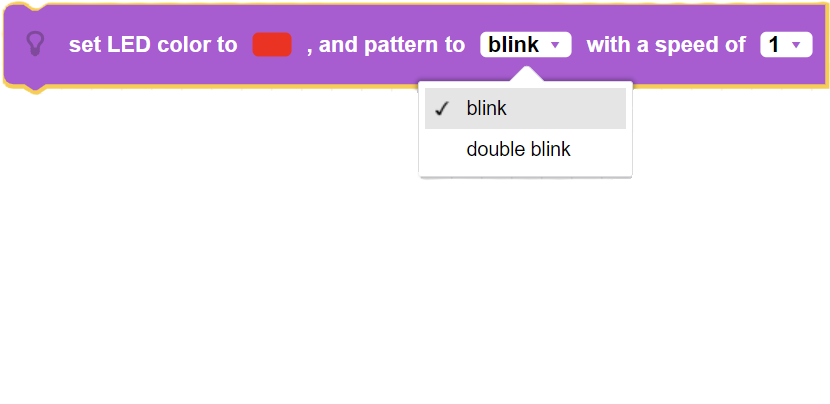 set LED color to , and pattern to blink with a speed of 1
blink
double blink